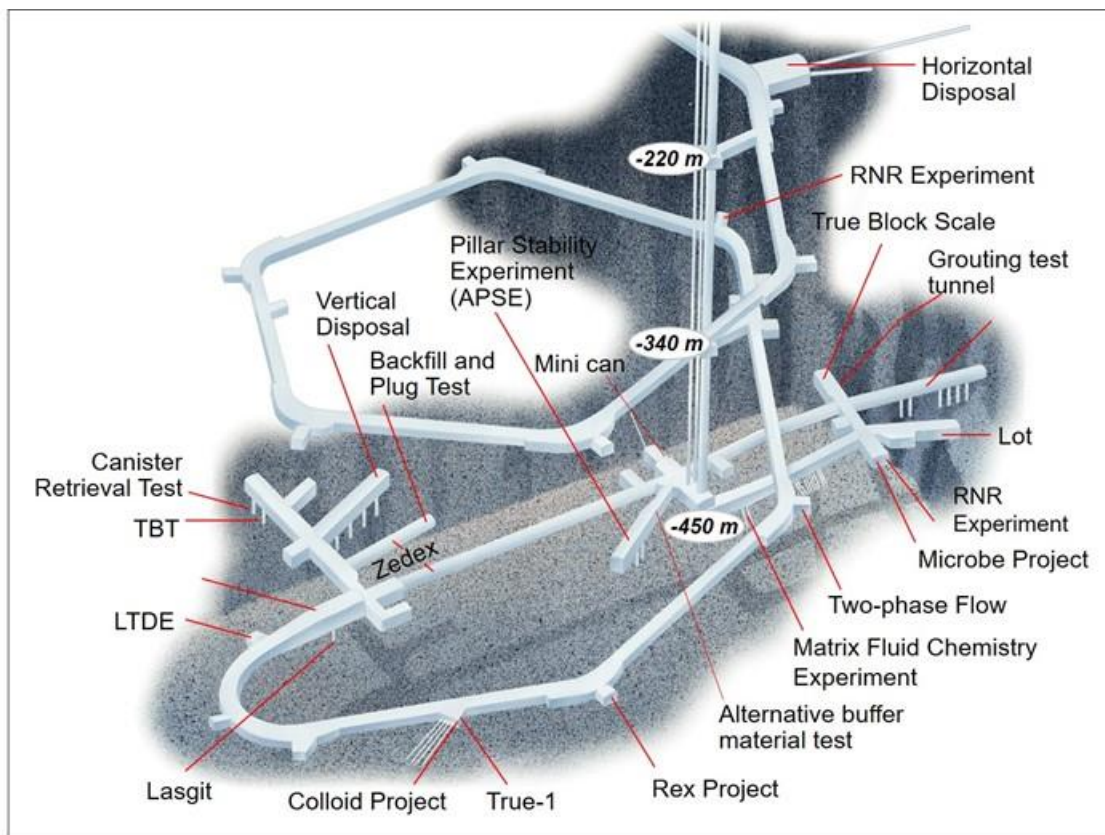 Horizontal
Disposal
-220 m
RNR Experiment
True Block Scale
Grouting test
tunnel
Pillar Stability
Experiment
(APSE)
Vertical
Disposal
-340 m
Mini can
Backfill and
Plug Test
Canister
Retrieval Test
TBT
Lot
-450 m
RNR
Experiment
Zedex
Microbe Project
LTDE
Two-phase Flow
Matrix Fluid Chemistry
Experiment
Alternative buffer
material test
Lasgit
Colloid Project
True-1
Rex Project